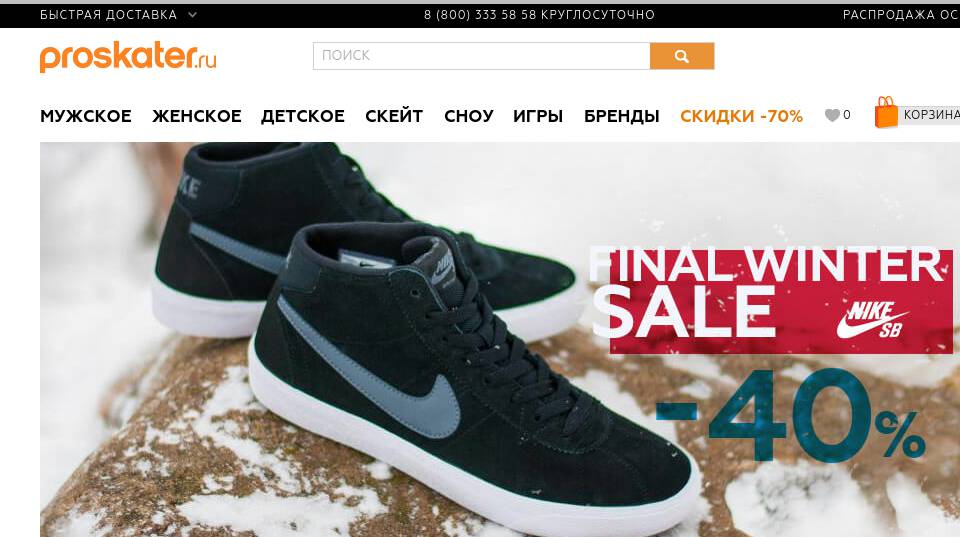 БЫСТРАЯ ДОСТАВКА
8 (800) 333 58 58 КРУГЛОСУТОЧНО
РАСПРОДАЖА ОС
proskater.ru
ПОИСК
МУЖСКОЕ ЖЕНСКОЕ ДЕТСКОЕ СКЕЙТ СНОУ ИГРЫ БРЕНДЫ СКИДКИ -70% 0 КОРЗИНА
FINAL WINTER
SALE
NIKE
SB
-40%